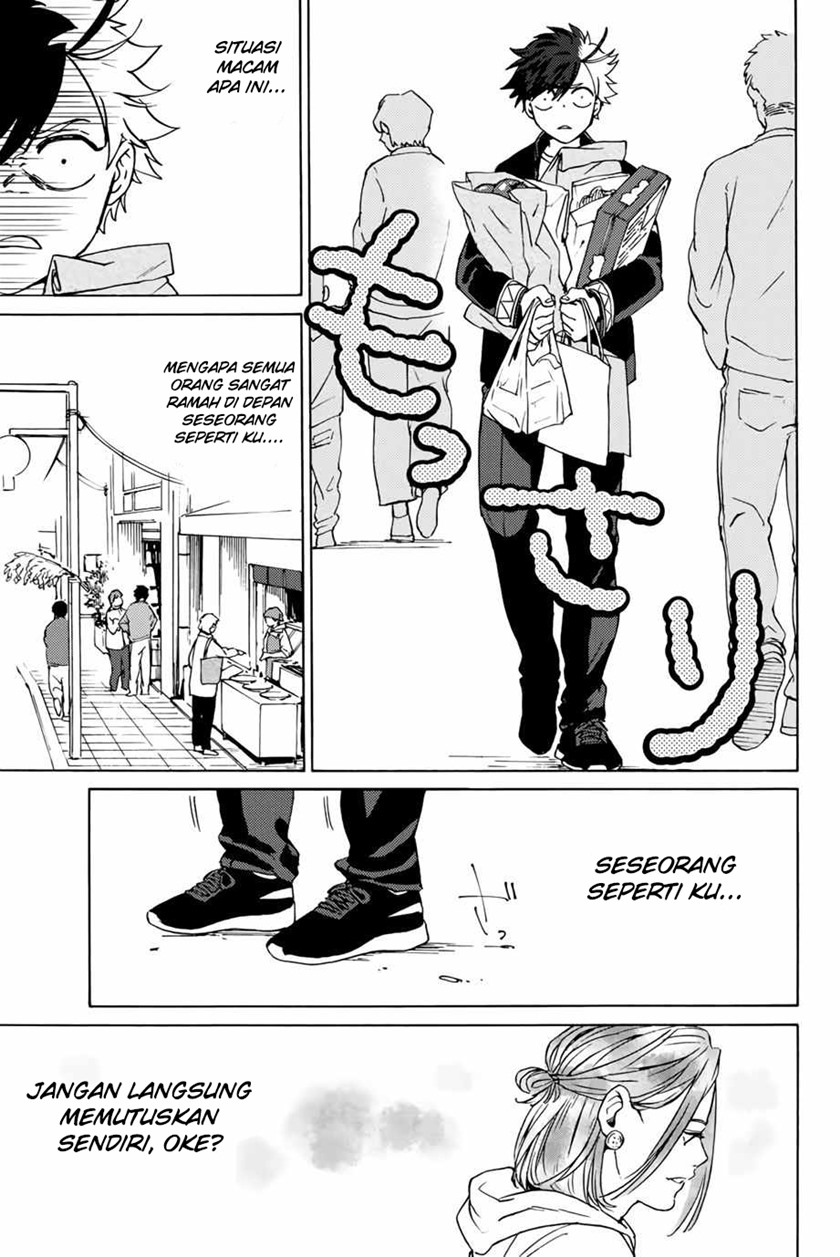 もっさり
SITUASI
MACAM
APA INI...
MENGAPA SEMUA
ORANG SANGAT
RAMAH DI DEPAN
SESEORANG
SEPERTI KU....
SESEORANG
SEPERTI KU...
JANGAN LANGSUNG
MEMUTUSKAN
SENDIRI, OKE?